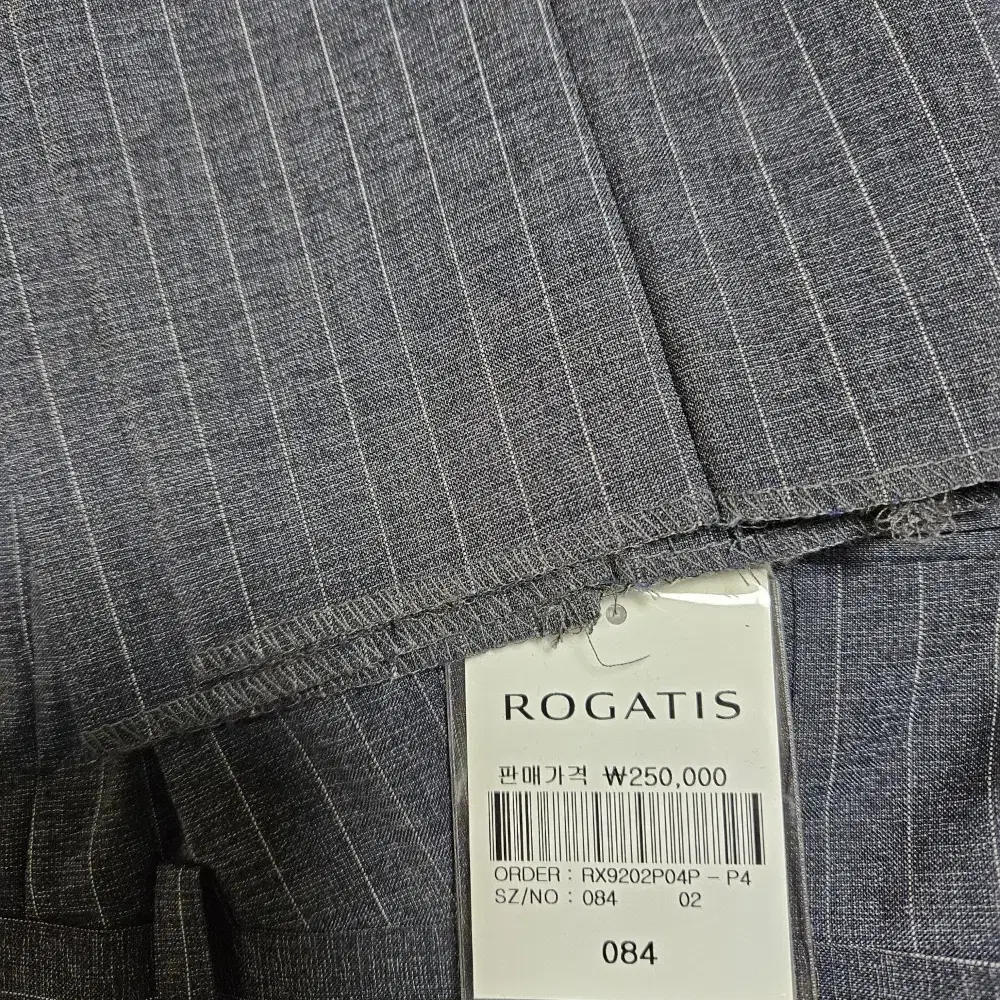 ROGATIS
판매가격 ₩250,000
ORDER : RX9202P04P - P4
SZ/NO : 084 02
084